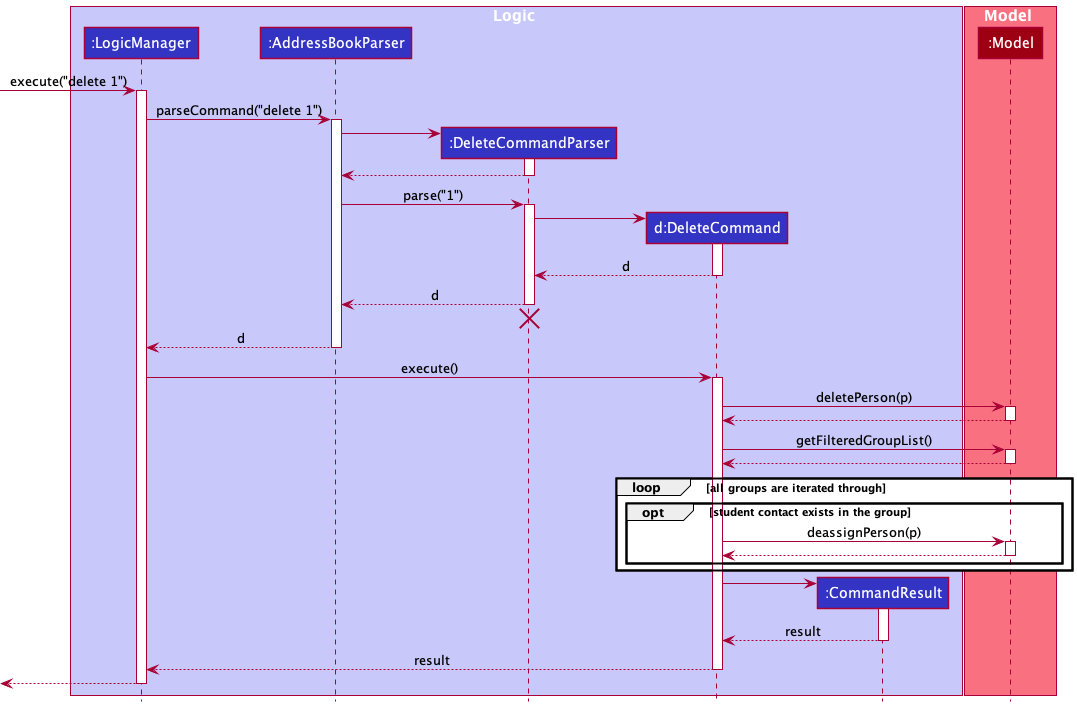 Logic
Model
:LogicManager
:AddressBookParser
:Model
execute("delete 1")
parseCommand("delete 1")
:DeleteCommandParser
parse("1")
d:DeleteCommand
d
d
d
execute()
deletePerson(p)
getFilteredGroupList()
loop [all groups are iterated through]
opt [student contact exists in the group]
deassignPerson(p)
:CommandResult
result
result